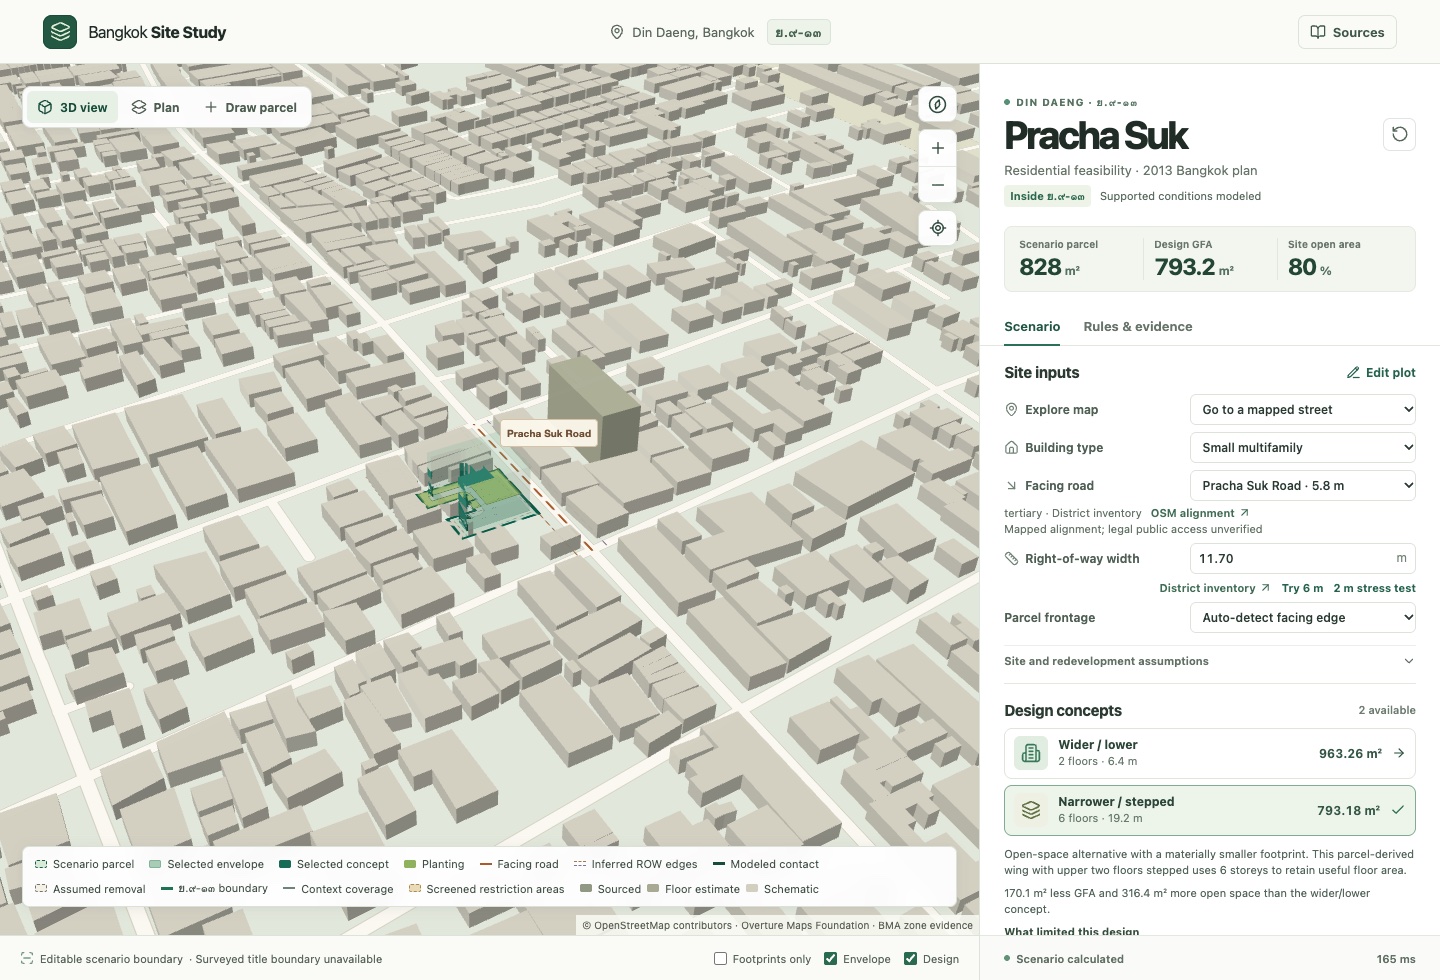 Bangkok Site Study
Din Daeng, Bangkok
ย.๙-๑๓
Sources
3D view
Plan
Draw parcel
Pracha Suk Road
Scenario parcel
Selected envelope
Selected concept
Planting
Facing road
Inferred ROW edges
Modeled contact
Assumed removal
ย.๙-๑๓ boundary
Context coverage
Screened restriction areas
Sourced
Floor estimate
Schematic
© OpenStreetMap contributors · Overture Maps Foundation · BMA zone evidence
Editable scenario boundary · Surveyed title boundary unavailable
Footprints only
Envelope
Design
DIN DAENG · ย.๙-๑๓
Pracha Suk
Residential feasibility · 2013 Bangkok plan
Inside ย.๙-๑๓ Supported conditions modeled
Scenario parcel
828 m²
Design GFA
793.2 m²
Site open area
80 %
Scenario
Rules & evidence
Site inputs
Edit plot
Explore map
Go to a mapped street
Building type
Small multifamily
Facing road
Pracha Suk Road · 5.8 m
tertiary · District inventory OSM alignment ↗
Mapped alignment; legal public access unverified
Right-of-way width
11.70 m
District inventory ↗ Try 6 m 2 m stress test
Parcel frontage
Auto-detect facing edge
Site and redevelopment assumptions
Design concepts
2 available
Wider / lower
2 floors · 6.4 m
963.26 m²
Narrower / stepped
6 floors · 19.2 m
793.18 m²
Open-space alternative with a materially smaller footprint. This parcel-derived
wing with upper two floors stepped uses 6 storeys to retain useful floor area.
170.1 m² less GFA and 316.4 m² more open space than the wider/lower
concept.
What limited this design
Scenario calculated
165 ms